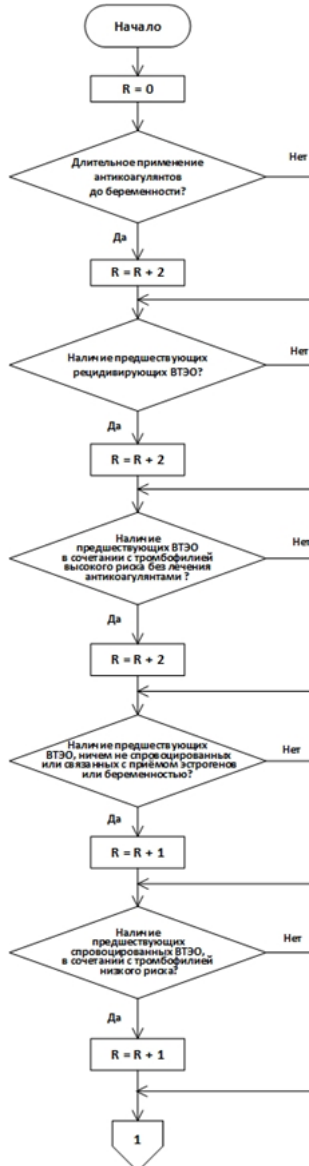 Начало
R = 0
Длительное применение
антикоагулянтов
до беременности?
Нет
Да
R = R + 2
Наличие предшествующих
рецидивирующих ВТЭО?
Нет
Да
R = R + 2
Наличие
предшествующих ВТЭО
в сочетании с тромбофилией
высокого риска без лечения
антикоагулянтами ?
Нет
Да
R = R + 2
Наличие предшествующих
ВТЭО, ничем не спровоцированных
или связанных с приёмом эстрогенов
или беременностью?
Нет
Да
R = R + 1
Наличие
предшествующих
спровоцированных ВТЭО,
в сочетании с тромбофилией
низкого риска?
Нет
Да
R = R + 1
1